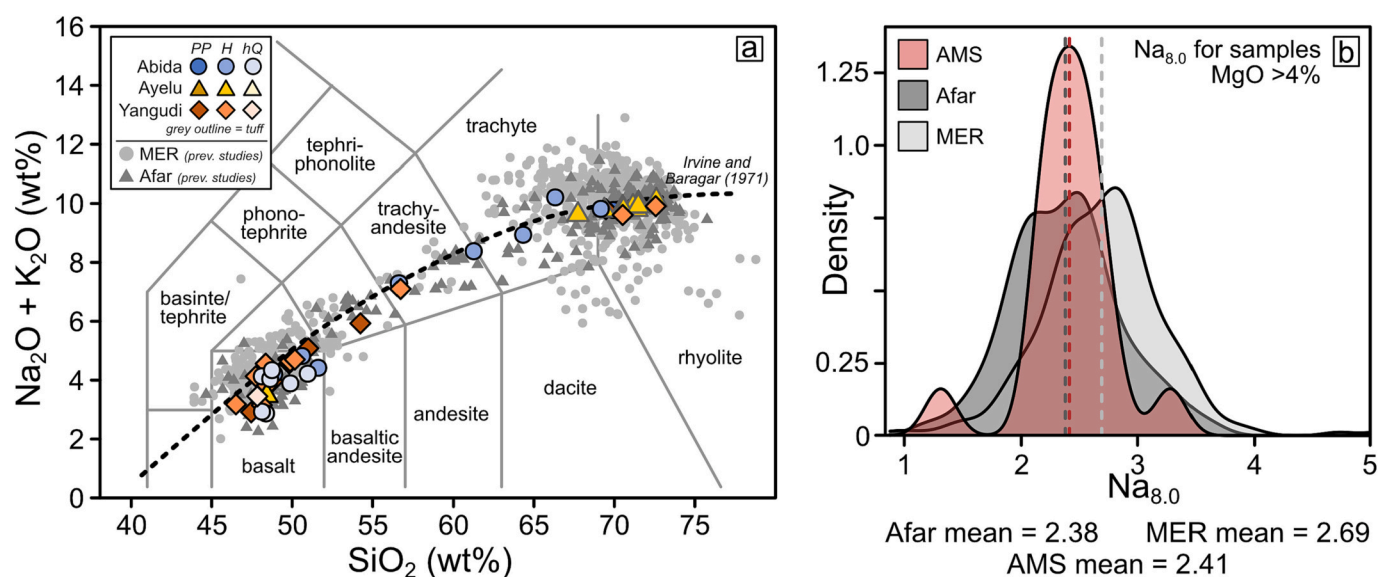 a
PP H hQ
Abida
Ayelu
Yangudi
grey outline = tuff
MER (prev. studies)
Afar (prev. studies)
trachyte
tephri-
phonolite
phono-
tephrite
trachy-
andesite
basinte/
tephrite
Irvine and
Baragar (1971)
rhyolite
dacite
andesite
basaltic
andesite
basalt
16
14
12
10
8
6
4
2
0
Na2O + K2O (wt%)
40 45 50 55 60 65 70 75
SiO2 (wt%)
b
AMS
Afar
MER
Na8.0 for samples
MgO >4%
1.25
1.0
0.25
0
Density
1 2 3 4 5
Na8.0
Afar mean = 2.38 MER mean = 2.69
AMS mean = 2.41